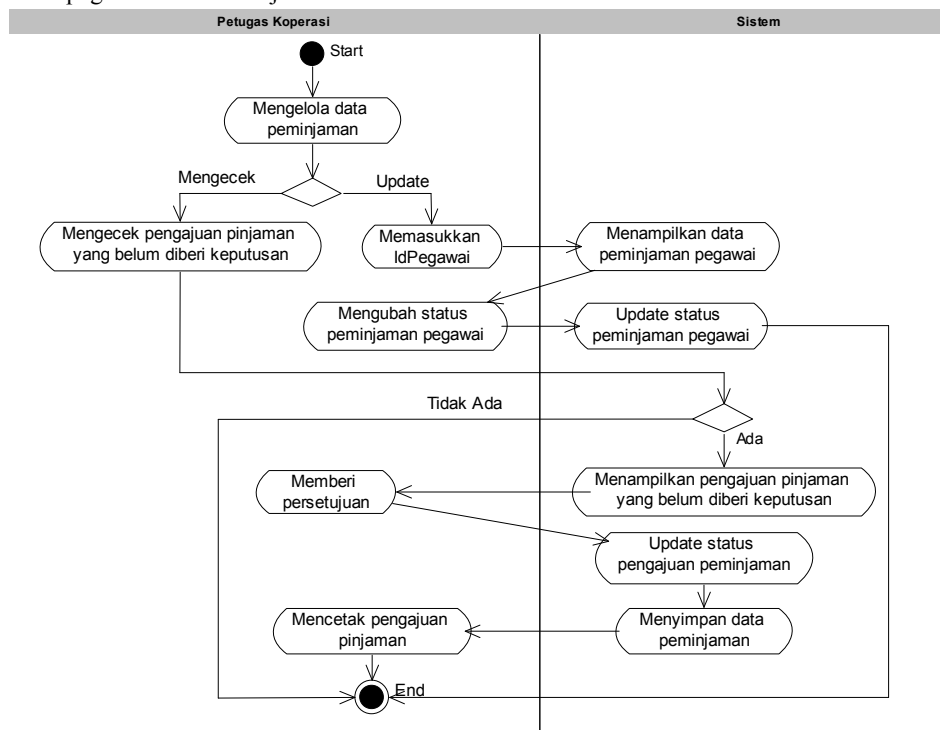 Petugas Koperasi
Sistem
Start
Mengelola data
peminjaman
Mengecek
Update
Mengecek pengajuan pinjaman
yang belum diberi keputusan
Memasukkan
IdPegawai
Menampilkan data
peminjaman pegawai
Mengubah status
peminjaman pegawai
Update status
peminjaman pegawai
Tidak Ada
Ada
Memberi
persetujuan
Menampilkan pengajuan pinjaman
yang belum diberi keputusan
Update status
pengajuan peminjaman
Mencetak pengajuan
pinjaman
Menyimpan data
peminjaman
End